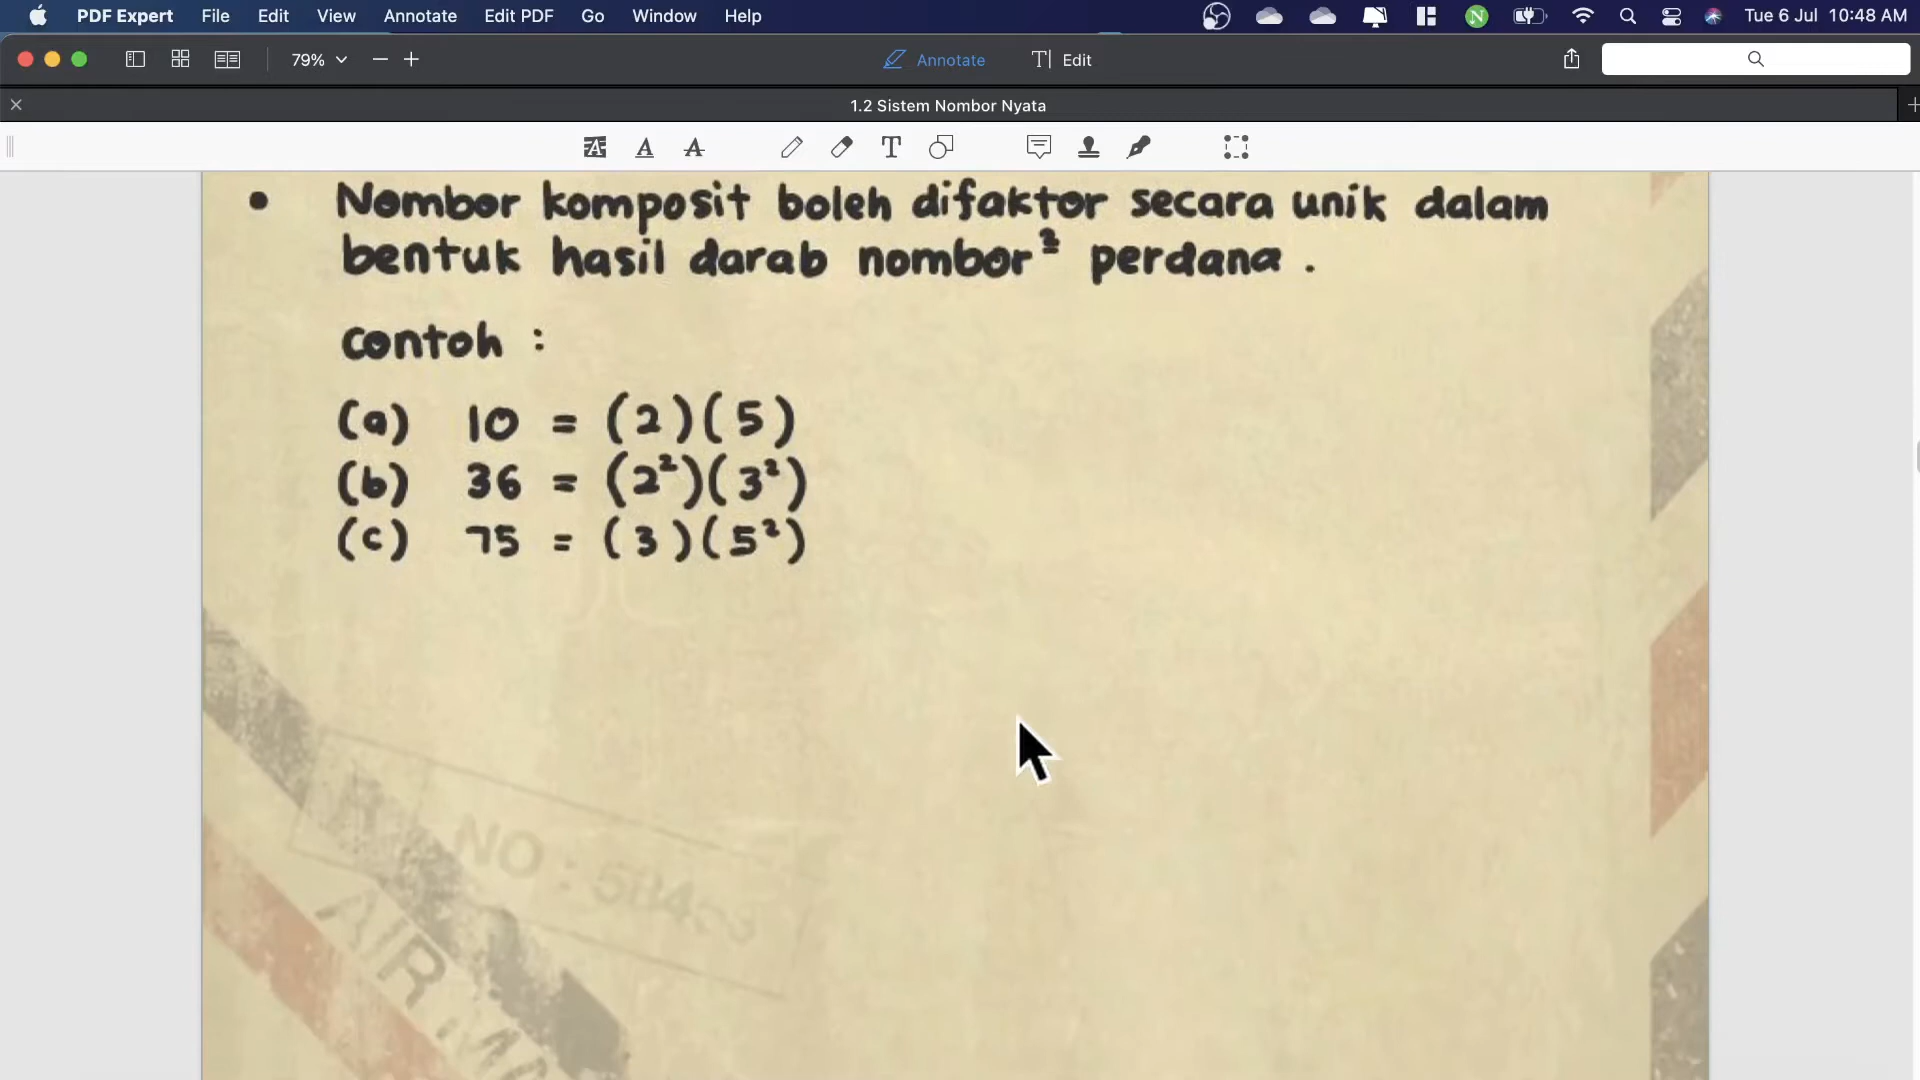 PDF Expert File Edit View Annotate Edit PDF Go Window Help Tue 6 Jul 10:48 AM
79% Annotate Edit
1.2 Sistem Nombor Nyata
• Nombor komposit boleh difaktor secara unik dalam
bentuk hasil darab nombor² perdana .
contoh :
(a) 10 = (2)(5)
(b) 36 = (2²)(3²)
(c) 75 = (3)(5²)
NO :
AIR